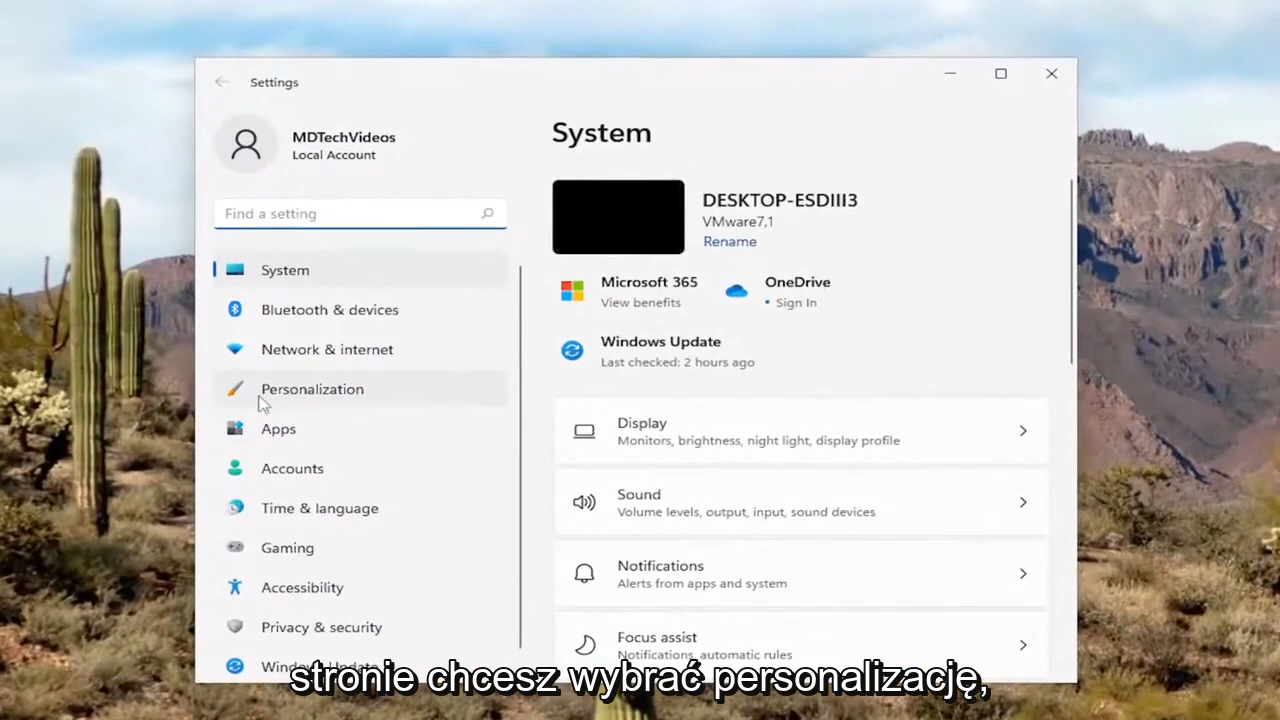 Settings
MDTechVideos
Local Account
Find a setting
System
Bluetooth & devices
Network & internet
Personalization
Apps
Accounts
Time & language
Gaming
Accessibility
Privacy & security
Windows Update
System
DESKTOP-ESDIII3
VMware7,1
Rename
Microsoft 365
View benefits
OneDrive
• Sign In
Windows Update
Last checked: 2 hours ago
Display
Monitors, brightness, night light, display profile
Sound
Volume levels, output, input, sound devices
Notifications
Alerts from apps and system
Focus assist
Notifications, automatic rules
stronie chcesz wybrać personalizację,